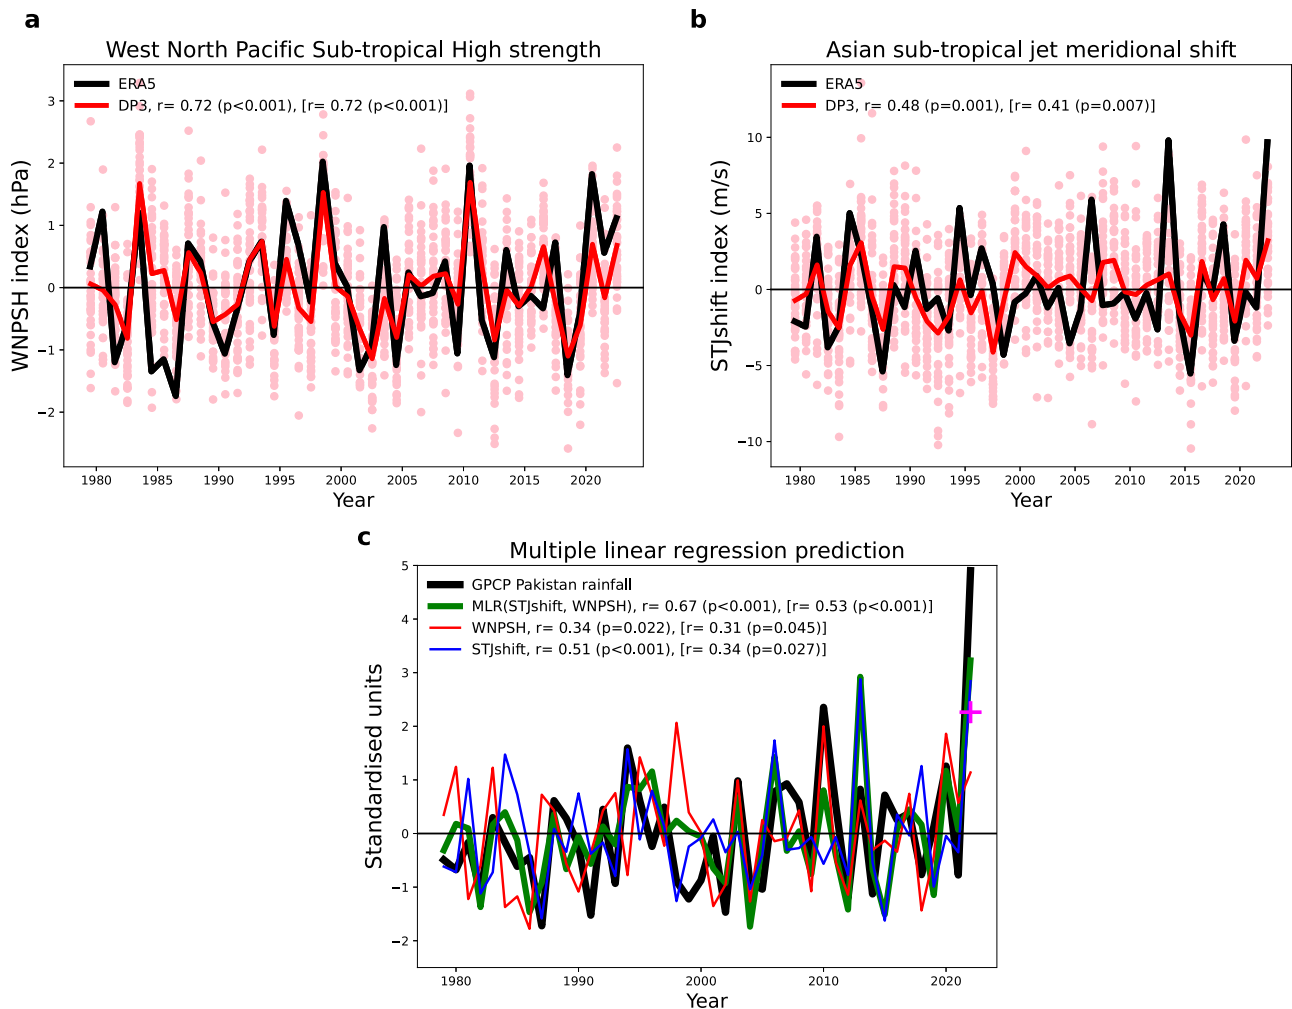 a
West North Pacific Sub-tropical High strength
ERA5
DP3, r= 0.72 (p<0.001), [r= 0.72 (p<0.001)]
WNPSH index (hPa)
3
2
1
0
−1
−2
1980 1985 1990 1995 2000 2005 2010 2015 2020
Year
b
Asian sub-tropical jet meridional shift
ERA5
DP3, r= 0.48 (p=0.001), [r= 0.41 (p=0.007)]
STJshift index (m/s)
10
5
0
−5
−10
1980 1985 1990 1995 2000 2005 2010 2015 2020
Year
c
Multiple linear regression prediction
GPCP Pakistan rainfall
MLR(STJshift, WNPSH), r= 0.67 (p<0.001), [r= 0.53 (p<0.001)]
WNPSH, r= 0.34 (p=0.022), [r= 0.31 (p=0.045)]
STJshift, r= 0.51 (p<0.001), [r= 0.34 (p=0.027)]
Standardised units
5
4
3
2
1
0
−1
−2
1980 1990 2000 2010 2020
Year